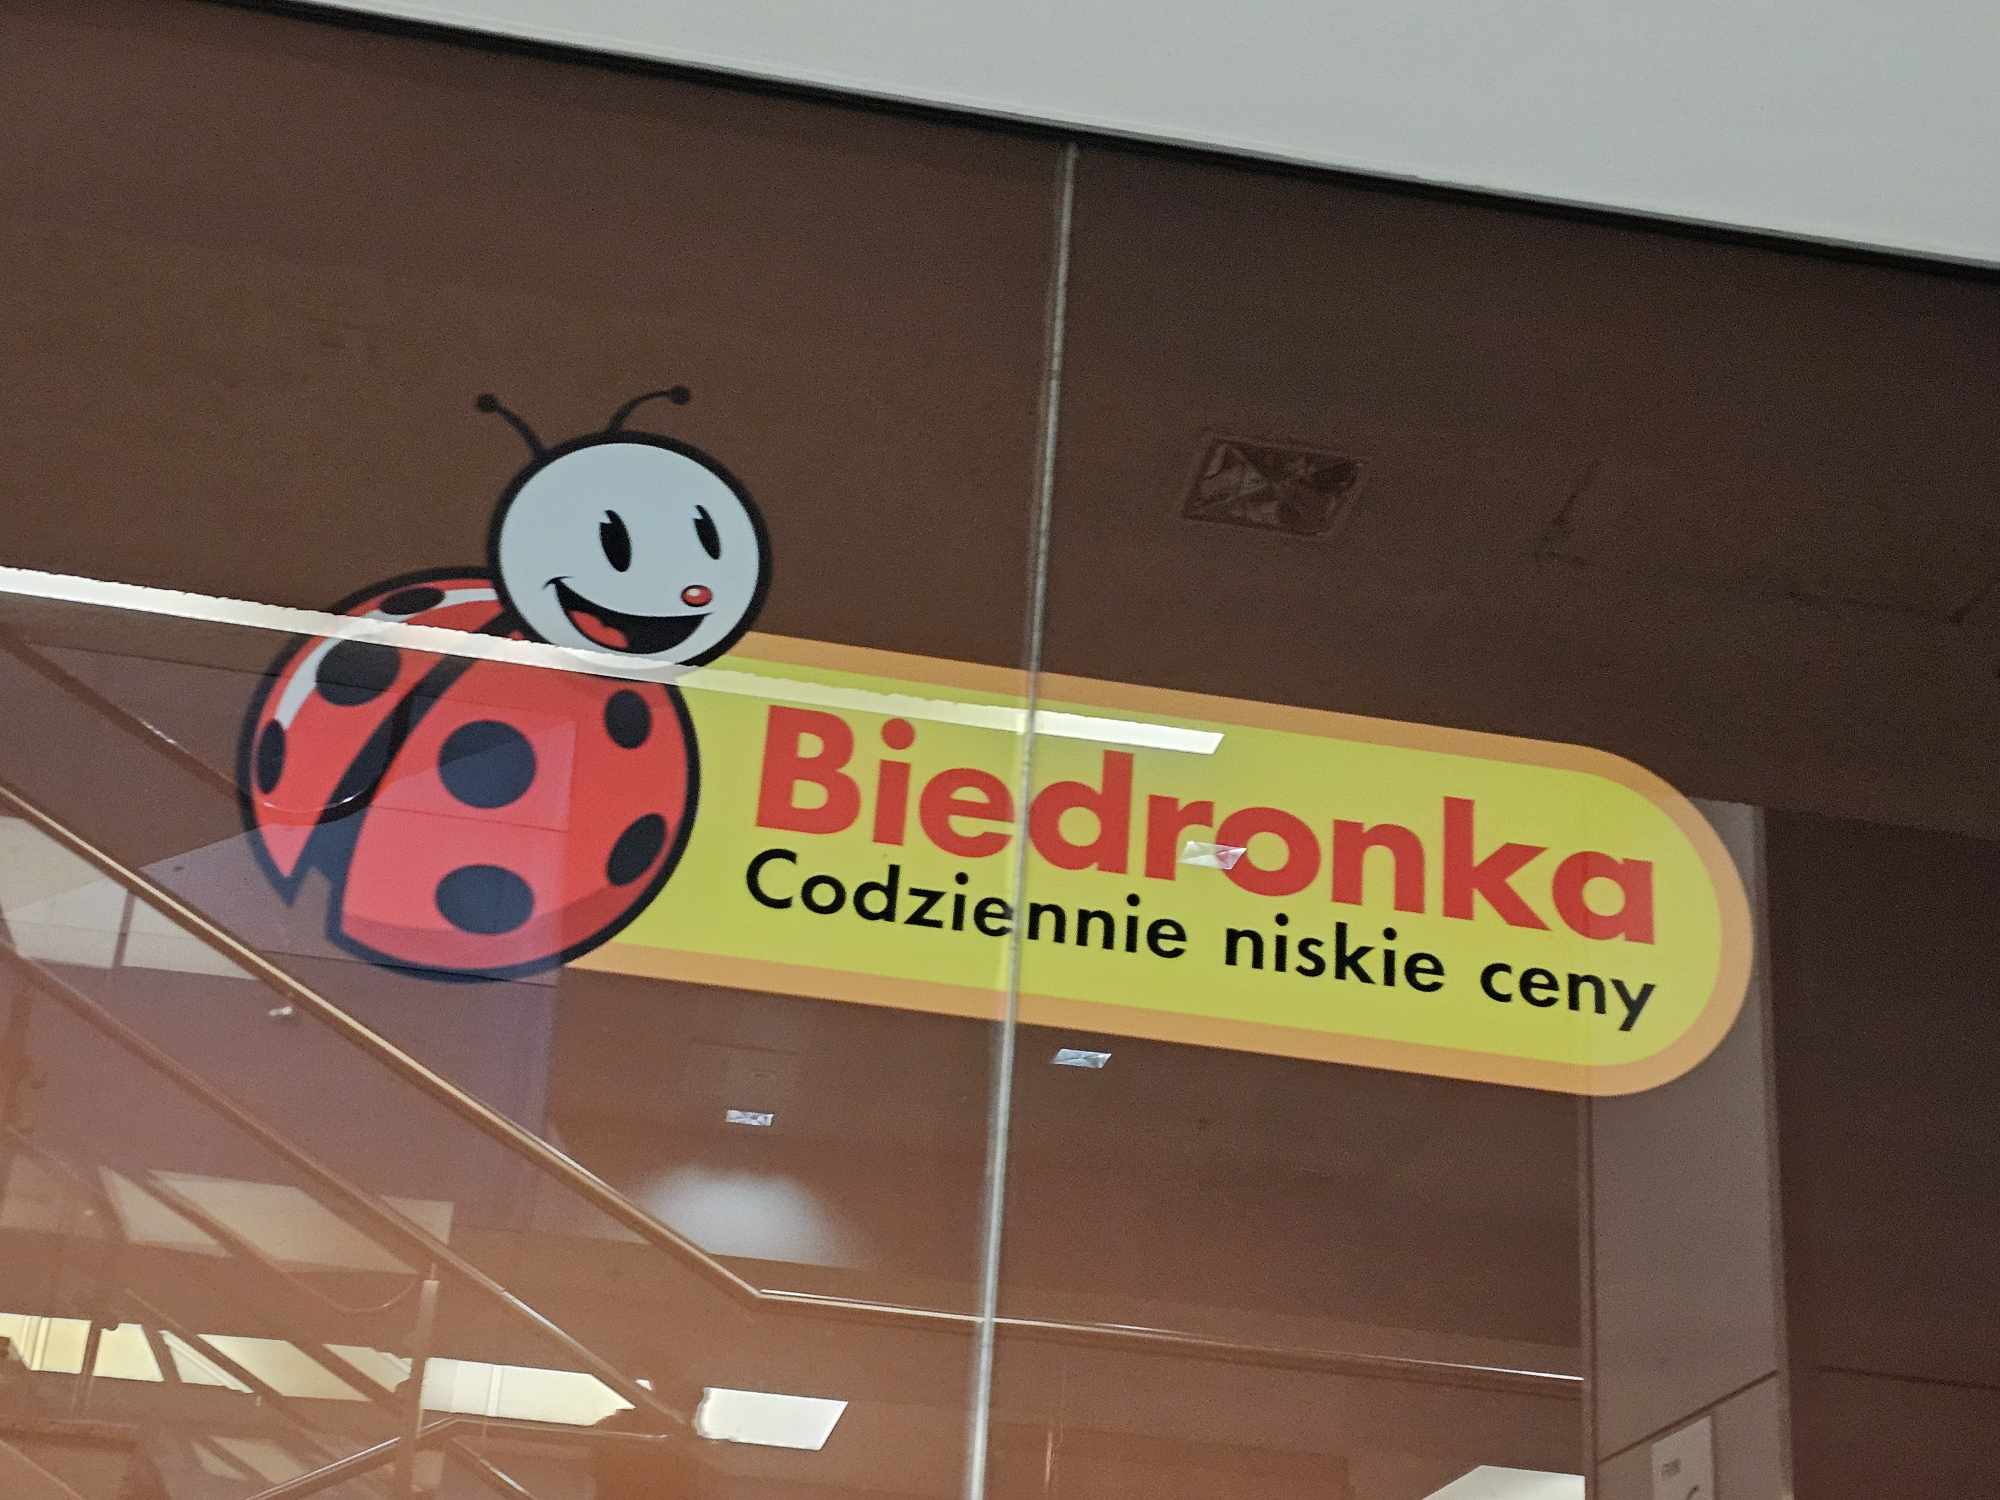 Biedronka
Codziennie niskie ceny